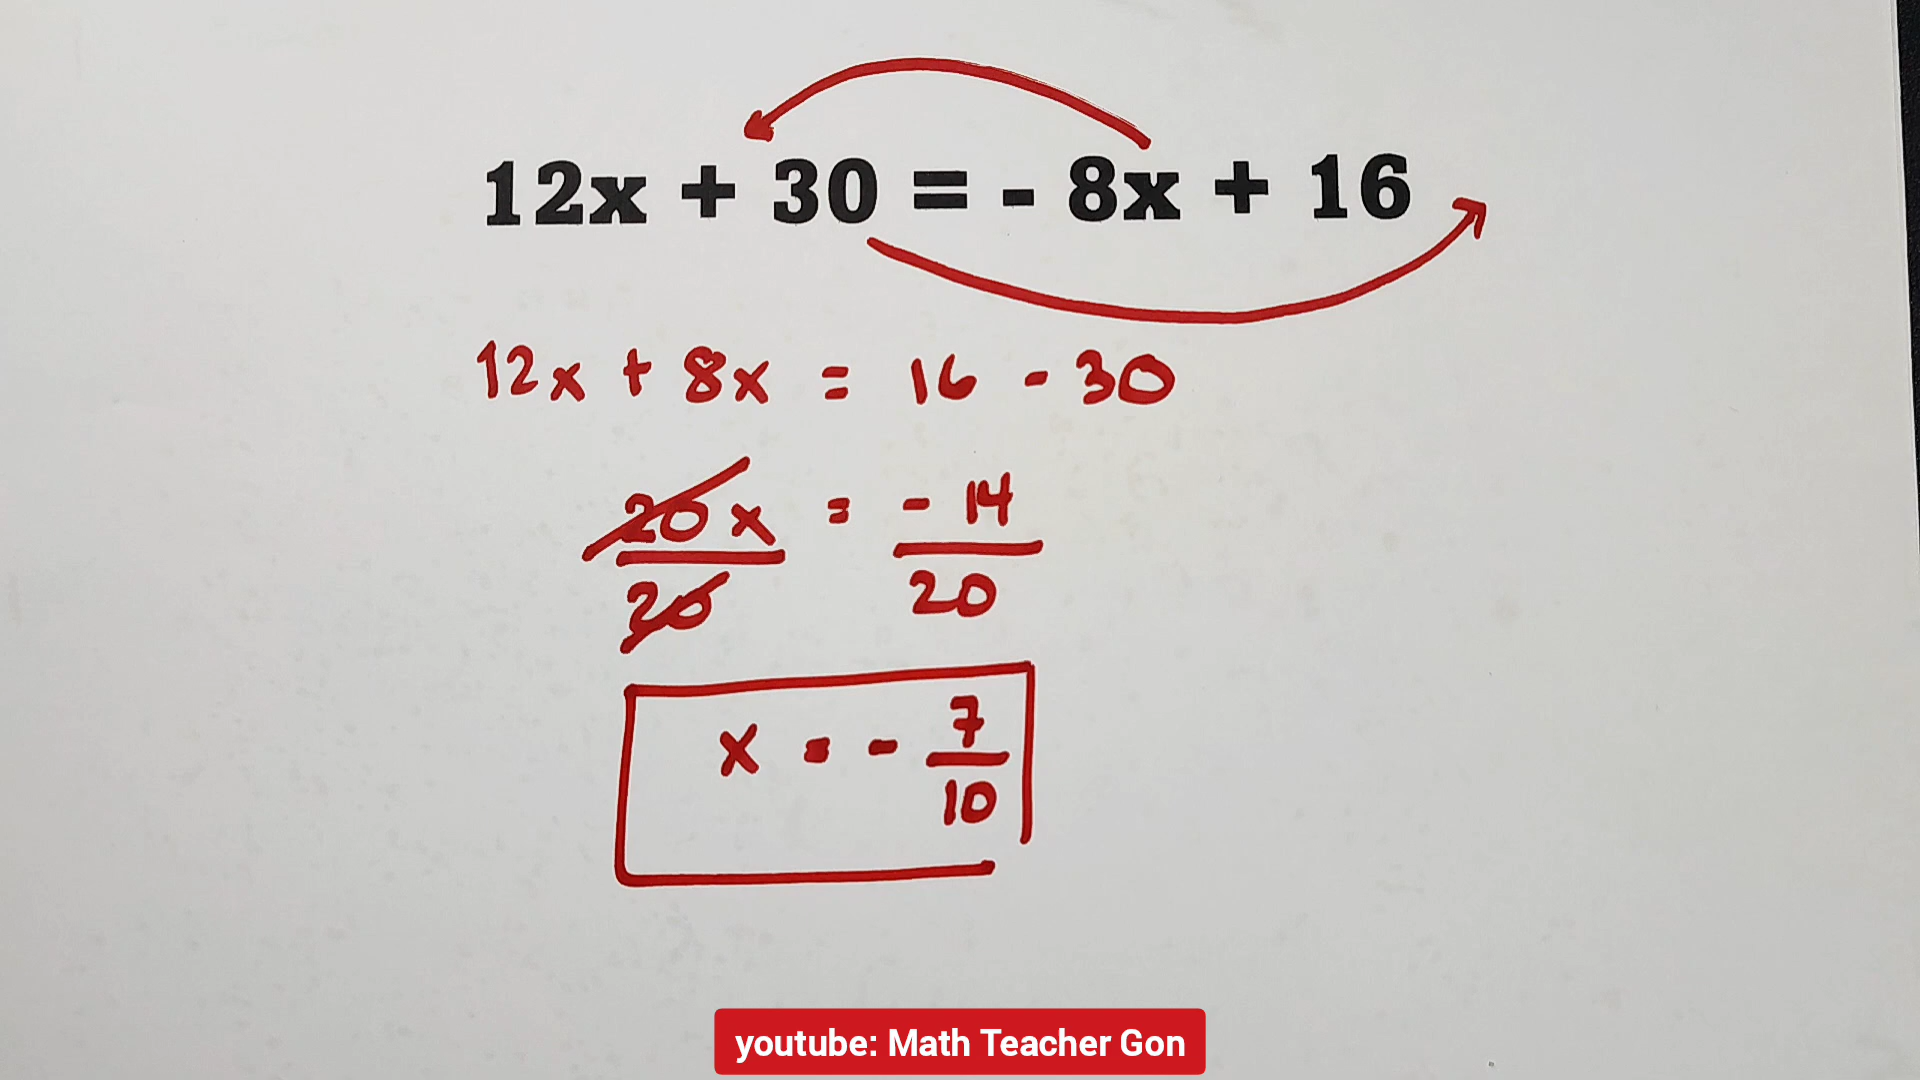 12x + 30 = - 8x + 16
12x + 8x = 16 - 30
20x = - 14
20 20
x = - 7
10
youtube: Math Teacher Gon